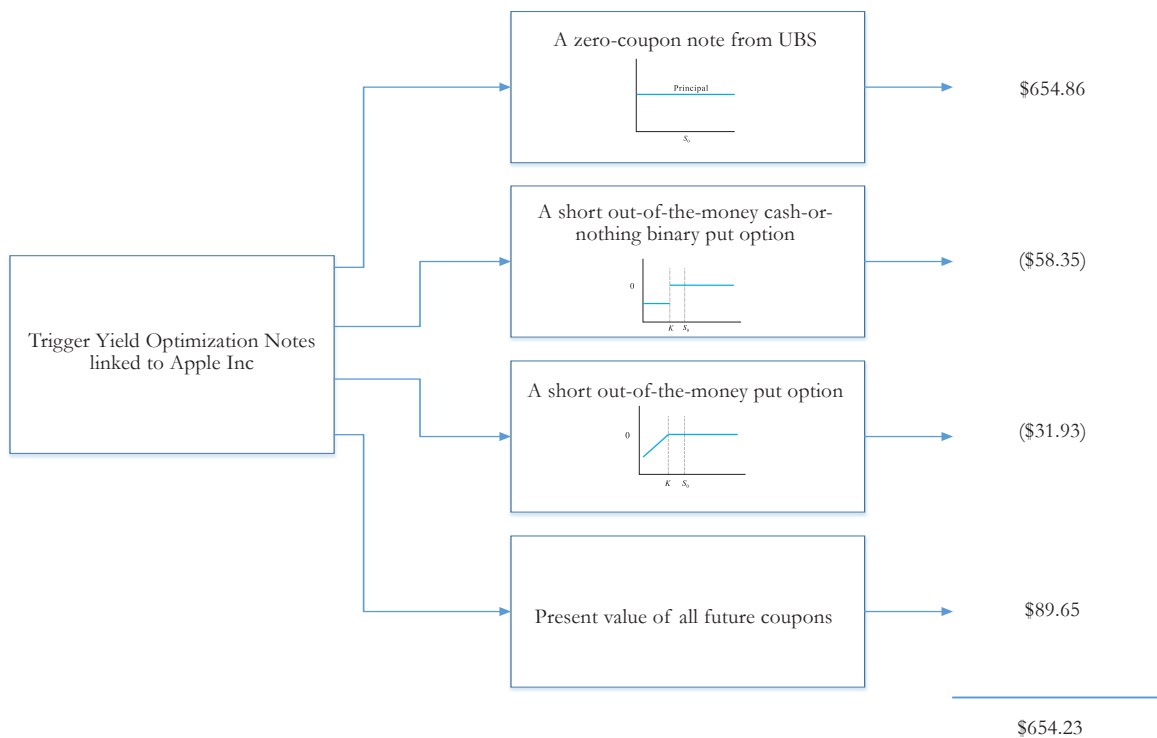 A zero-coupon note from UBS
Principal
S₀
$654.86
A short out-of-the-money cash-or-
nothing binary put option
0
K S₀
($58.35)
Trigger Yield Optimization Notes
linked to Apple Inc
A short out-of-the-money put option
0
K S₀
($31.93)
Present value of all future coupons
$89.65
$654.23